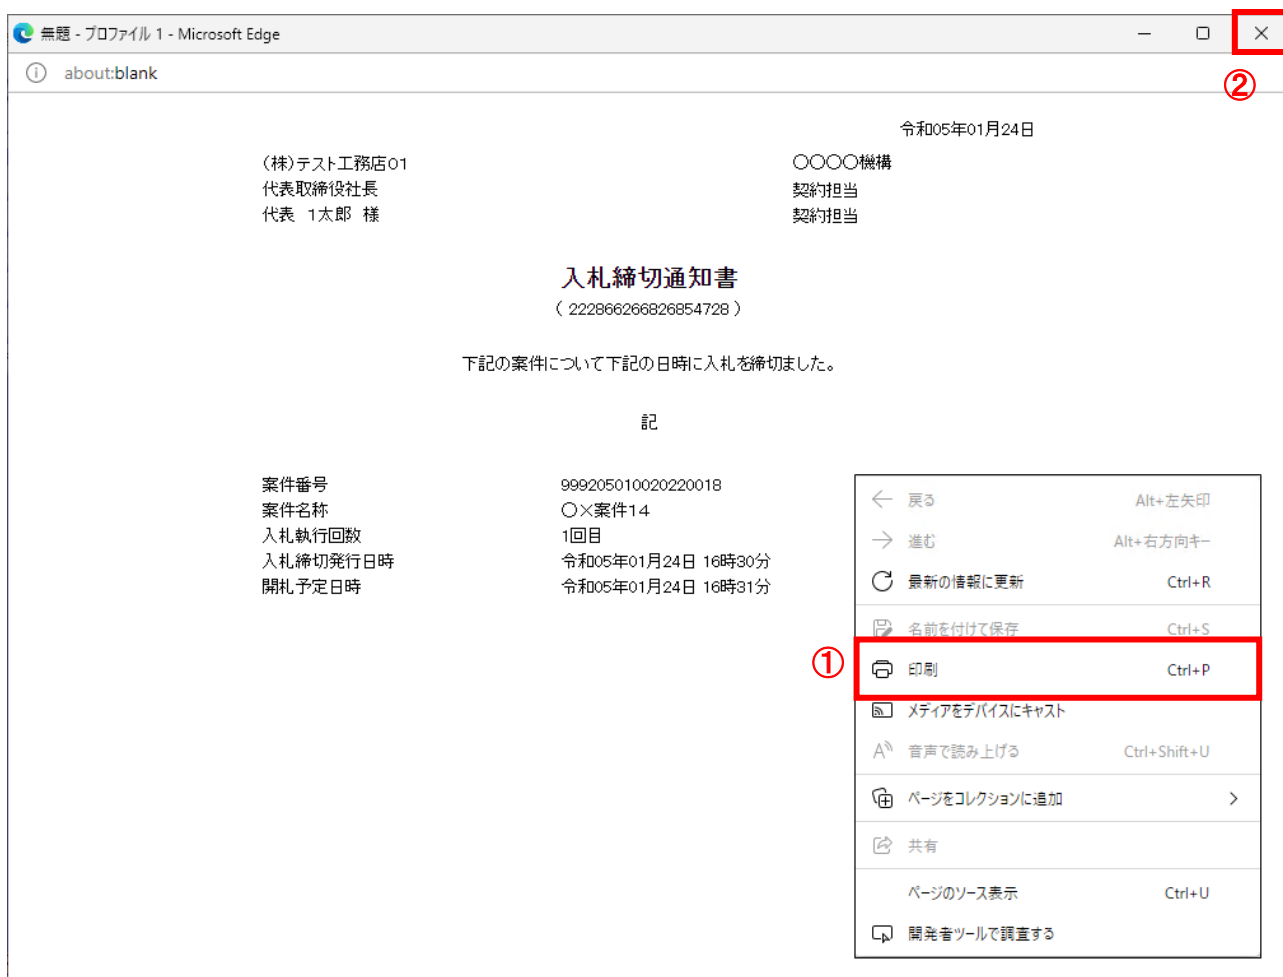 無題 - プロファイル 1 - Microsoft Edge
②
about:blank
令和05年01月24日
(株)テスト工務店01
代表取締役社長
代表 1太郎 様
○○○○機構
契約担当
契約担当
入札締切通知書
( 222866266826854728 )
下記の案件について下記の日時に入札を締切ました。
記
案件番号 999205010020220018
案件名称 ○×案件14
入札執行回数 1回目
入札締切発行日時 令和05年01月24日 16時30分
開札予定日時 令和05年01月24日 16時31分
戻る Alt+左矢印
進む Alt+右方向キー
最新の情報に更新 Ctrl+R
名前を付けて保存 Ctrl+S
① 印刷 Ctrl+P
メディアをデバイスにキャスト
音声で読み上げる Ctrl+Shift+U
ページをコレクションに追加
共有
ページのソース表示 Ctrl+U
開発者ツールで調査する